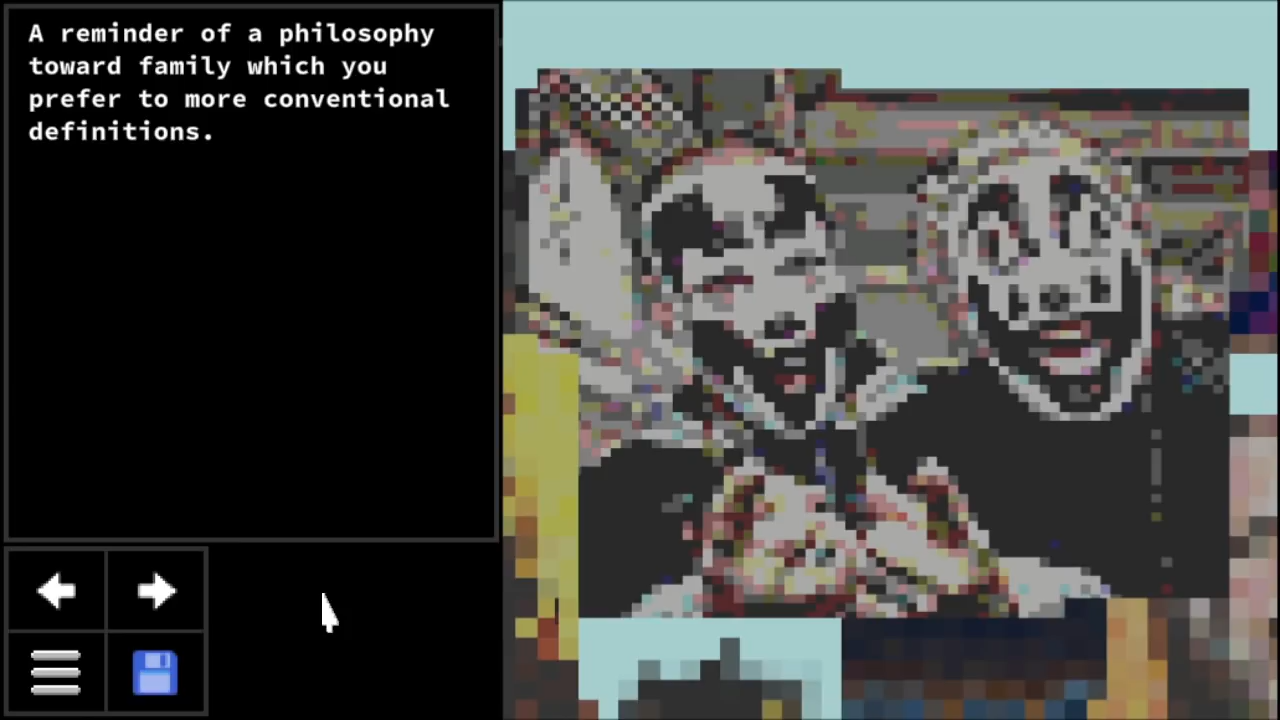 A reminder of a philosophy
toward family which you
prefer to more conventional
definitions.